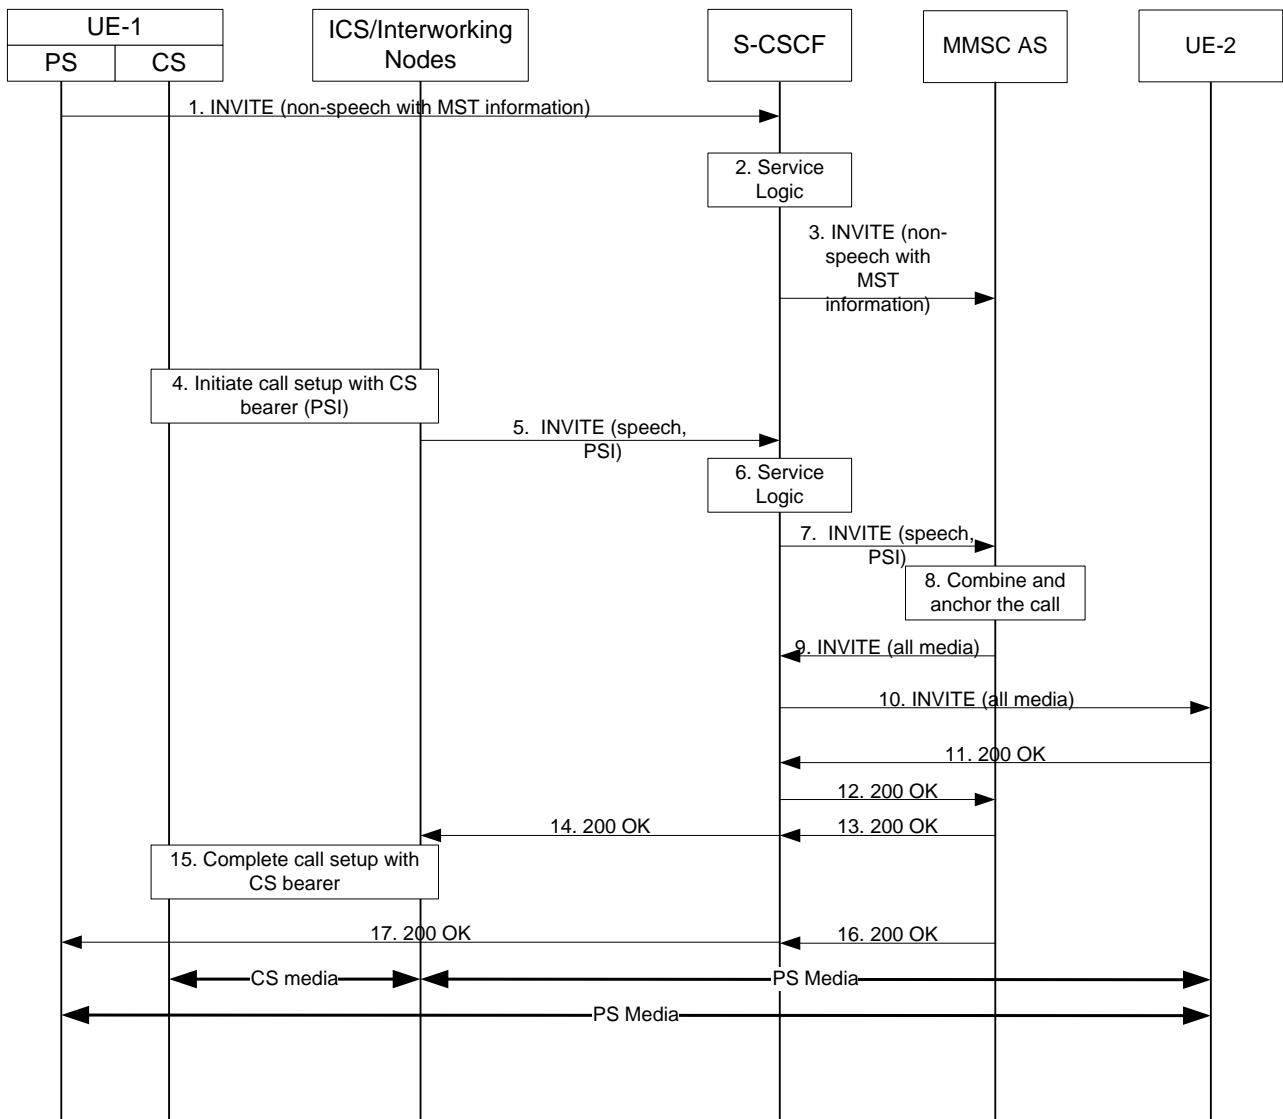 UE-1
PS
CS
ICS/Interworking
Nodes
S-CSCF
MMSC AS
UE-2
1. INVITE (non-speech with MST information)
2. Service
Logic
3. INVITE (non-
speech with
MST
information)
4. Initiate call setup with CS
bearer (PSI)
5. INVITE (speech,
PSI)
6. Service
Logic
7. INVITE (speech,
PSI)
8. Combine and
anchor the call
9. INVITE (all media)
10. INVITE (all media)
11. 200 OK
12. 200 OK
14. 200 OK
13. 200 OK
15. Complete call setup with
CS bearer
17. 200 OK
16. 200 OK
CS media
PS Media
PS Media